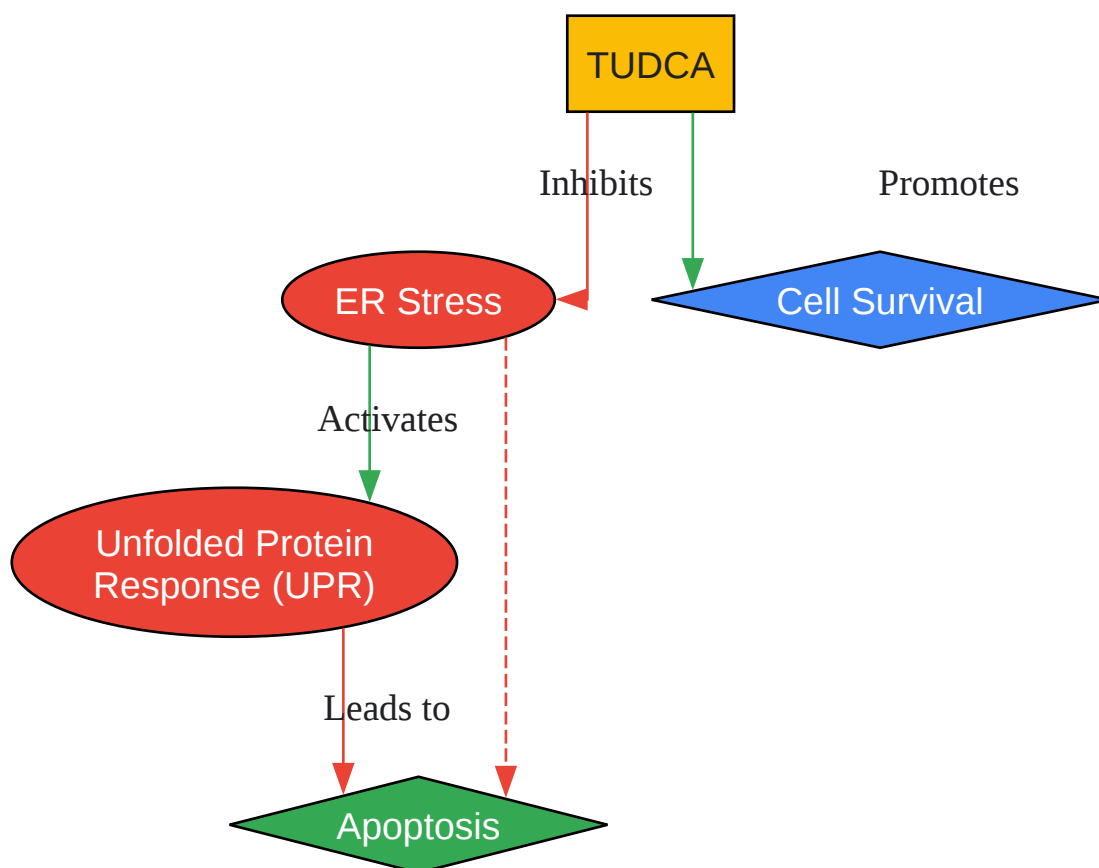 TUDCA
Inhibits
Promotes
ER Stress
Cell Survival
Activates
Unfolded Protein
Response (UPR)
Leads to
Apoptosis